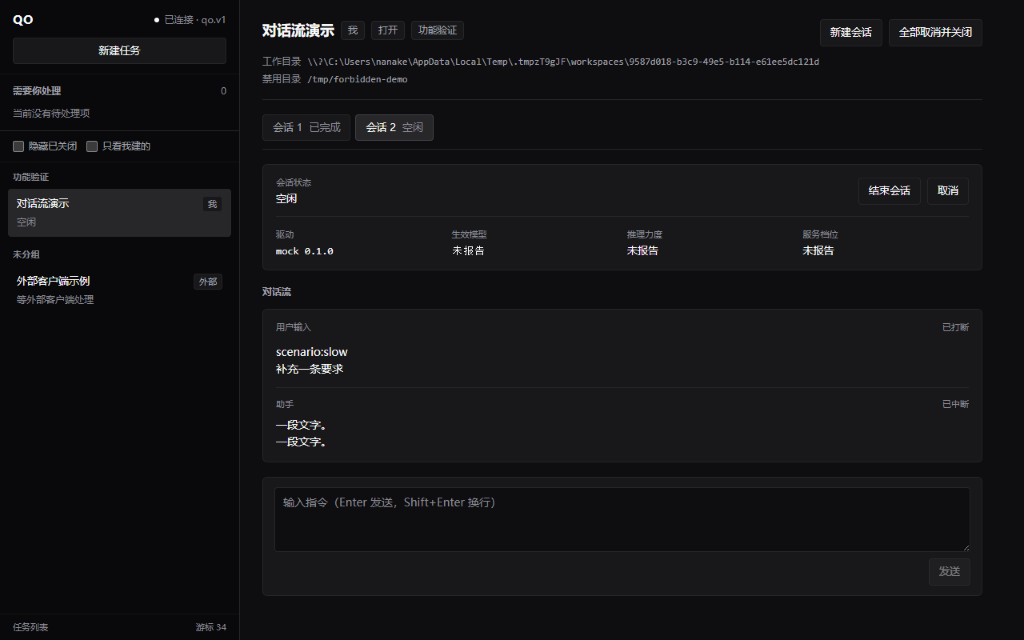 QO
已连接 · qo.v1
新建任务
需要你处理
0
当前没有待处理项
隐藏已关闭
只看我建的
功能验证
对话流演示
我
空闲
未分组
外部客户端示例
外部
等外部客户端处理
任务列表
游标 34
对话流演示
我
打开
功能验证
新建会话
全部取消并关闭
工作目录 \\?\C:\Users\nanake\AppData\Local\Temp\.tmpzT9gJF\workspaces\9587d018-b3c9-49e5-b114-e61ee5dc121d
禁用目录 /tmp/forbidden-demo
会话 1 已完成
会话 2 空闲
会话状态
空闲
结束会话
取消
驱动
mock 0.1.0
生效模型
未报告
推理力度
未报告
服务档位
未报告
对话流
用户输入
已打断
scenario:slow
补充一条要求
助手
已中断
一段文字。
一段文字。
输入指令（Enter 发送，Shift+Enter 换行）
发送